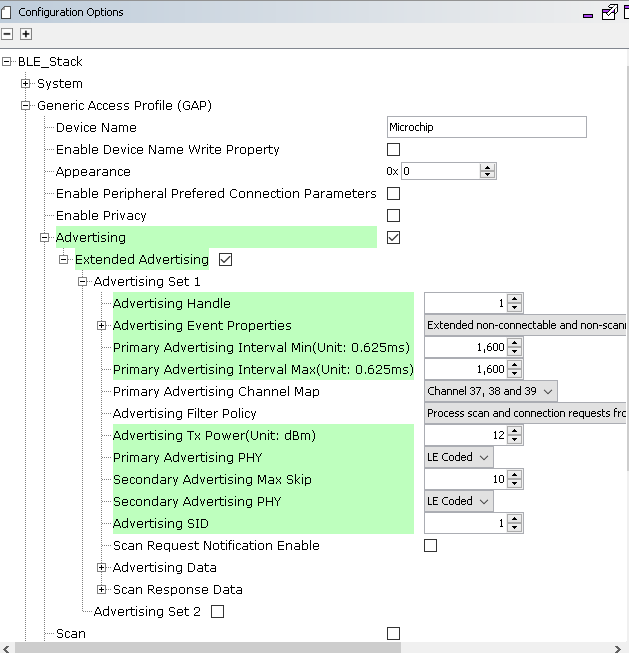 Configuration Options
BLE_Stack
System
Generic Access Profile (GAP)
Device Name Microchip
Enable Device Name Write Property
Appearance 0x 0
Enable Peripheral Prefered Connection Parameters
Enable Privacy
Advertising
Extended Advertising
Advertising Set 1
Advertising Handle 1
Advertising Event Properties Extended non-connectable and non-scann
Primary Advertising Interval Min(Unit: 0.625ms) 1,600
Primary Advertising Interval Max(Unit: 0.625ms) 1,600
Primary Advertising Channel Map Channel 37, 38 and 39
Advertising Filter Policy Process scan and connection requests fro
Advertising Tx Power(Unit: dBm) 12
Primary Advertising PHY LE Coded
Secondary Advertising Max Skip 10
Secondary Advertising PHY LE Coded
Advertising SID 1
Scan Request Notification Enable
Advertising Data
Scan Response Data
Advertising Set 2
Scan